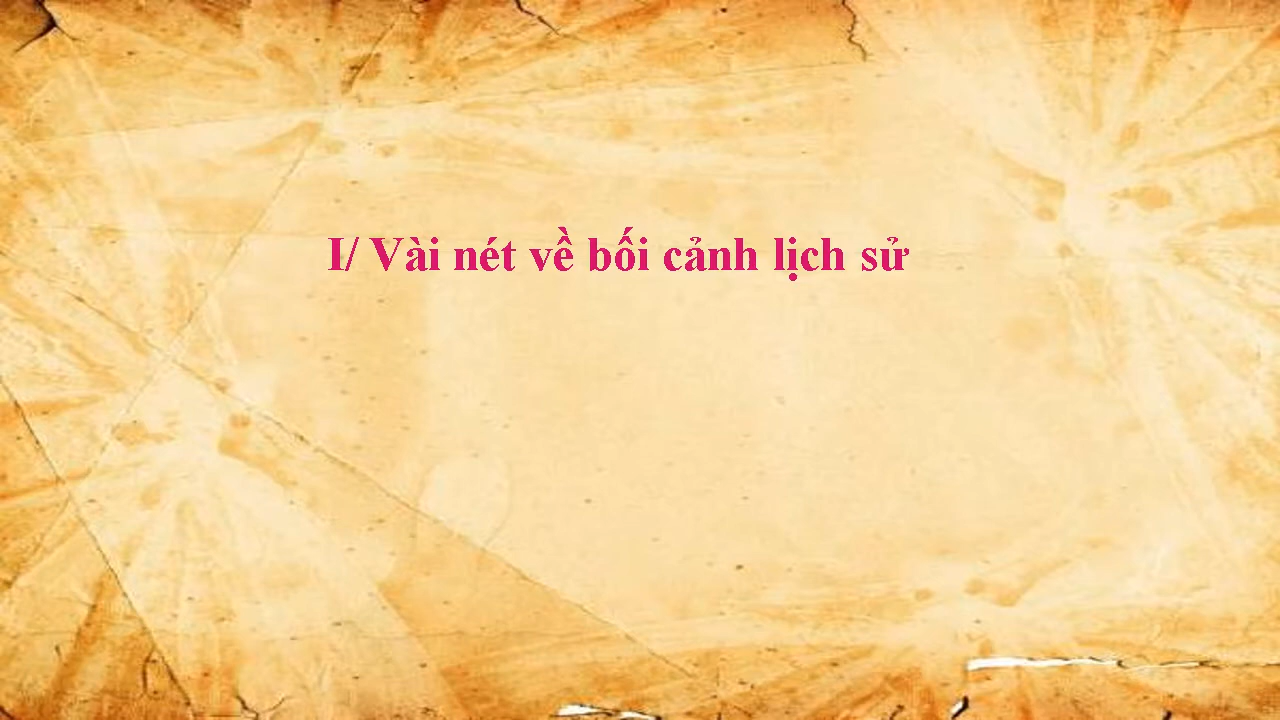 I/ Vài nét về bối cảnh lịch sử